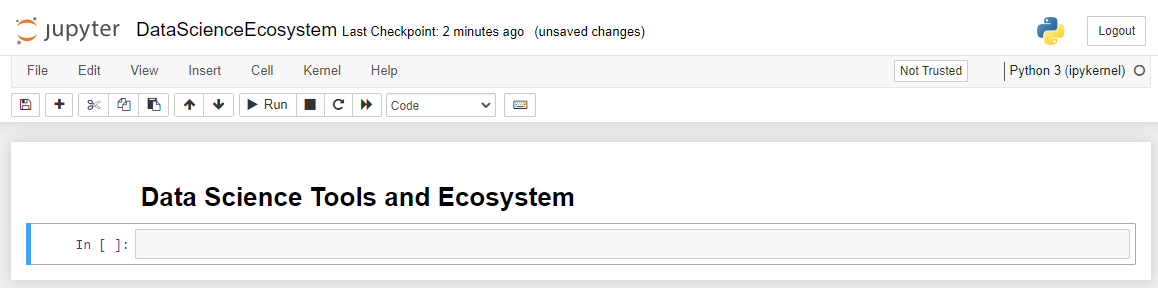 jupyter DataScienceEcosystem Last Checkpoint: 2 minutes ago (unsaved changes) Logout
File Edit View Insert Cell Kernel Help Not Trusted Python 3 (ipykernel)
Run Code
Data Science Tools and Ecosystem
In [ ]: